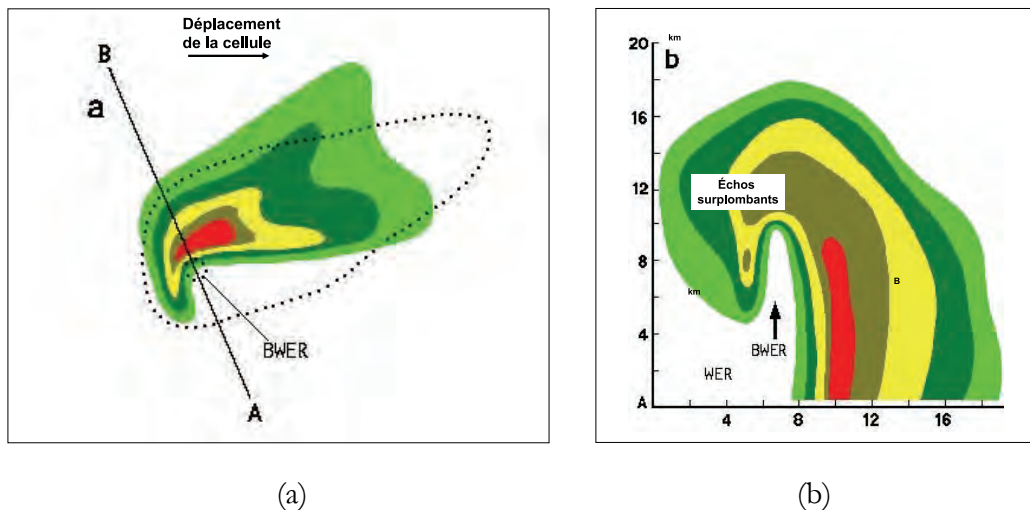 Déplacement
de la cellule
B
a
BWER
A
(a)
km
20
b
16
12
Échos
surplombants
8
km
B
4
BWER
WER
A
4
8
12
16
(b)